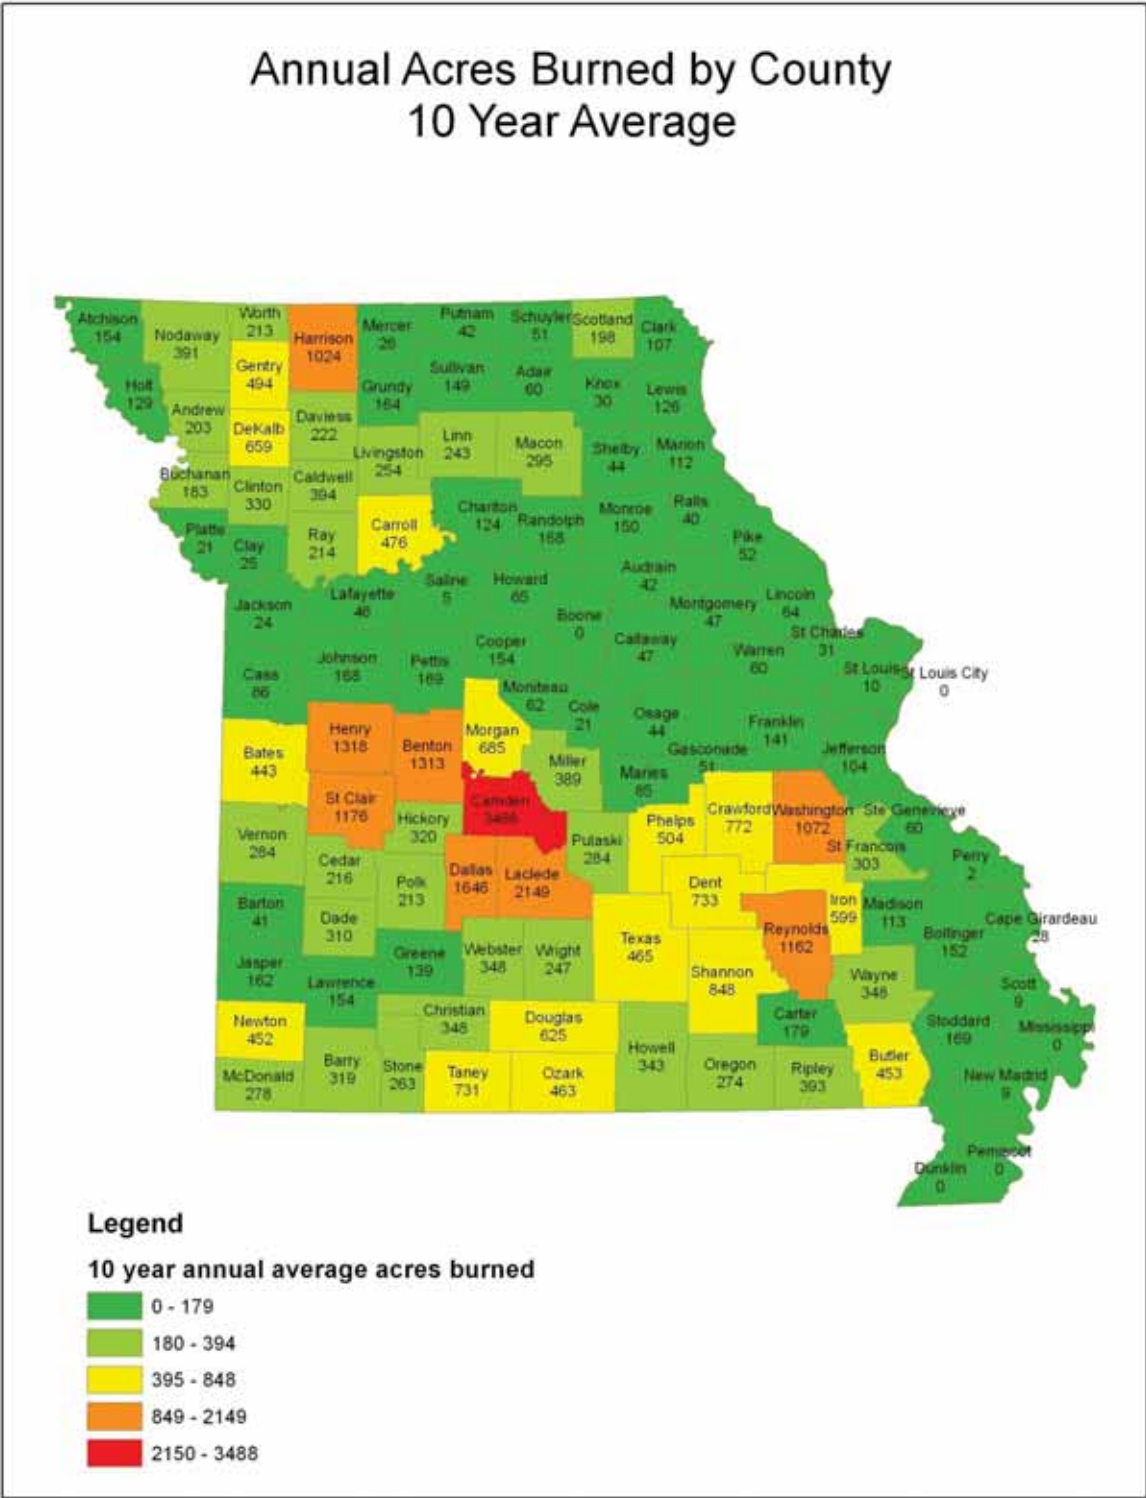 Annual Acres Burned by County
10 Year Average
Atchison
154
Nodaway
391
Worth
213
Harrison
1024
Mercer
26
Putnam
42
Schuyler
51
Scotland
198
Clark
107
Gentry
494
Holt
129
Andrew
203
DeKalb
659
Daviess
222
Grundy
164
Sullivan
149
Adair
60
Knox
30
Lewis
126
Buchanan
183
Clinton
330
Caldwell
394
Livingston
254
Linn
243
Macon
295
Shelby
44
Marion
112
Platte
21
Clay
25
Ray
214
Carroll
476
Chariton
124
Randolph
168
Monroe
150
Ralls
40
Pike
52
Jackson
24
Lafayette
46
Saline
5
Howard
65
Boone
0
Audrain
42
Callaway
47
Montgomery
47
Lincoln
64
St Charles
31
Warren
60
St Louis
10
St Louis City
0
Cass
86
Johnson
168
Pettis
169
Cooper
154
Moniteau
62
Cole
21
Osage
44
Gasconade
51
Franklin
141
Jefferson
104
Bates
443
Henry
1318
Benton
1313
Morgan
685
Miller
389
Maries
85
Camden
3488
Phelps
504
Crawford
772
Washington
1072
Ste Genevieve
60
St Francois
303
Perry
2
Vernon
284
St Clair
1176
Hickory
320
Pulaski
284
Cedar
216
Polk
213
Dallas
1646
Laclede
2149
Dent
733
Iron
599
Madison
113
Bollinger
152
Cape Girardeau
28
Barton
41
Dade
310
Greene
139
Webster
348
Wright
247
Texas
465
Shannon
848
Reynolds
1162
Wayne
348
Scott
9
Jasper
162
Lawrence
154
Christian
348
Douglas
625
Carter
179
Stoddard
169
Mississippi
0
Newton
452
McDonald
278
Barry
319
Stone
263
Taney
731
Ozark
463
Howell
343
Oregon
274
Ripley
393
Butler
453
New Madrid
9
Pemiscot
0
Dunklin
0
Legend
10 year annual average acres burned
0 - 179
180 - 394
395 - 848
849 - 2149
2150 - 3488